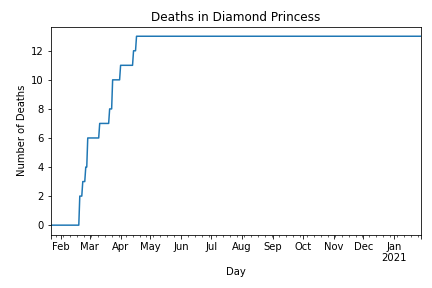 Deaths in Diamond Princess
Number of Deaths
12
10
8
6
4
2
0
Feb Mar Apr May Jun Jul Aug Sep Oct Nov Dec Jan
2021
Day